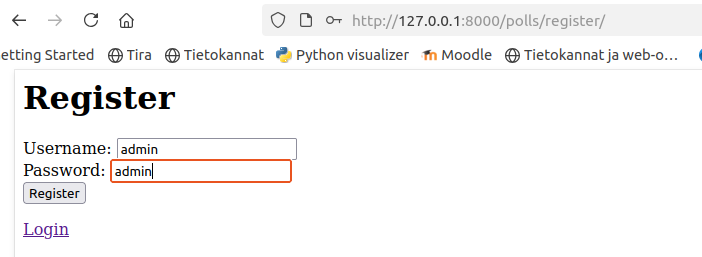 http://127.0.0.1:8000/polls/register/
etting Started Tira Tietokannat Python visualizer Moodle Tietokannat ja web-o…
Register
Username: admin
Password: admin
Register
Login